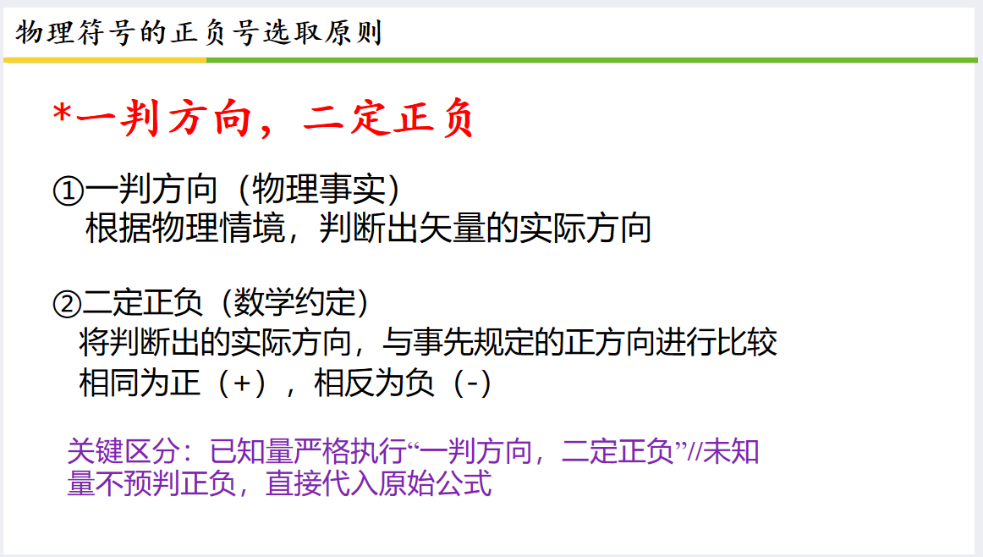 物理符号的正负号选取原则
*一判方向，二定正负
①一判方向（物理事实）
根据物理情境，判断出矢量的实际方向
②二定正负（数学约定）
将判断出的实际方向，与事先规定的正方向进行比较
相同为正（+），相反为负（-）
关键区分：已知量严格执行“一判方向，二定正负”//未知
量不预判正负，直接代入原始公式